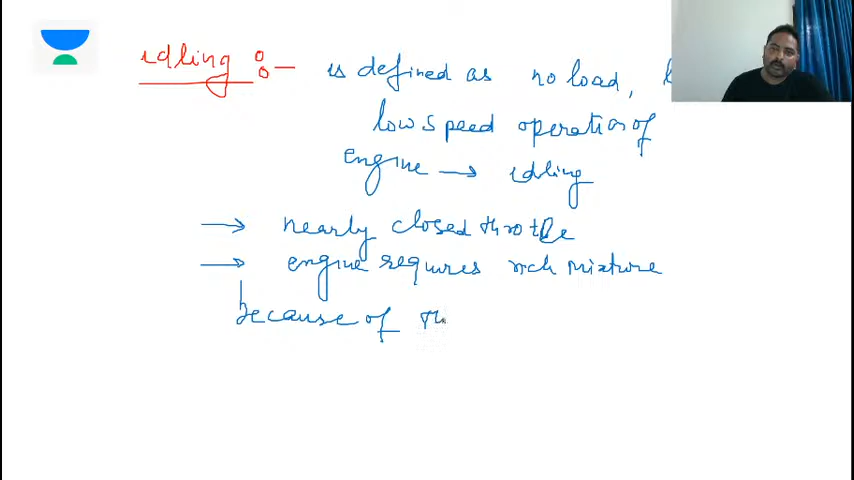 idling :-
is defined as no load,
low speed operation of
engine → idling
→ nearly closed throttle
→ engine requires rich mixture
because of th